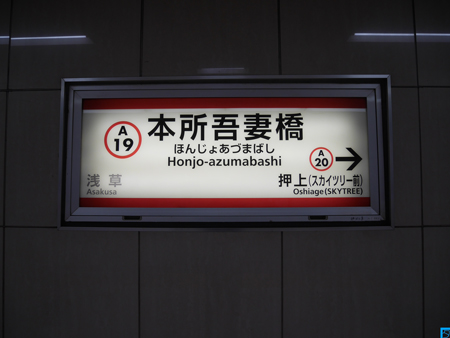 A
19
本所吾妻橋
ほんじょあづまばし
Honjo-azumabashi
浅草
Asakusa
A
20
押上(スカイツリー前)
Oshiage(SKYTREE)